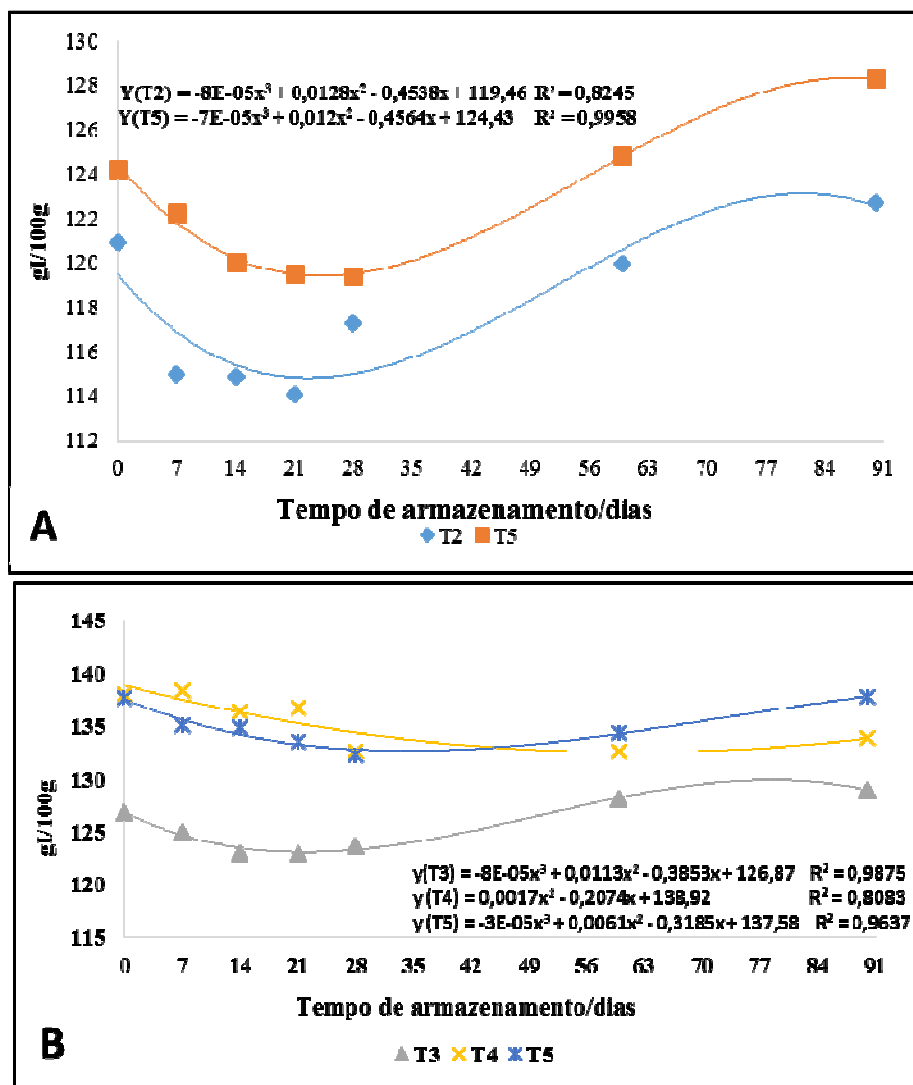 130
Y(T2) = -8E-05x³ + 0,0128x² - 0,4538x + 119,46 R² = 0,8245
Y(T5) = -7E-05x³ + 0,012x² - 0,4564x + 124,43 R² = 0,9958
128
126
124
122
120
118
116
114
112
gI/100g
0 7 14 21 28 35 42 49 56 63 70 77 84 91
Tempo de armazenamento/dias
A
T2 T5
145
140
135
130
125
120
115
gI/100g
y(T3) = -8E-05x³ + 0,0113x² - 0,3853x + 126,87 R² = 0,9875
y(T4) = 0,0017x² - 0,2074x + 138,92 R² = 0,8083
y(T5) = -3E-05x³ + 0,0061x² - 0,3185x + 137,58 R² = 0,9637
0 7 14 21 28 35 42 49 56 63 70 77 84 91
Tempo de armazenamento/dias
B
T3 T4 T5